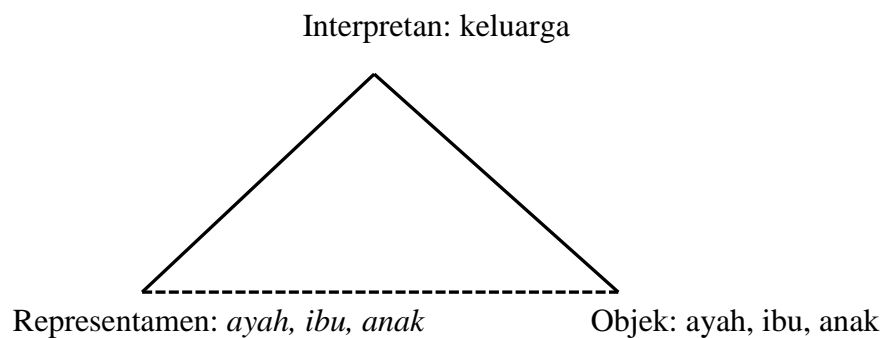 Interpretan: keluarga
Representamen: ayah, ibu, anak
Objek: ayah, ibu, anak